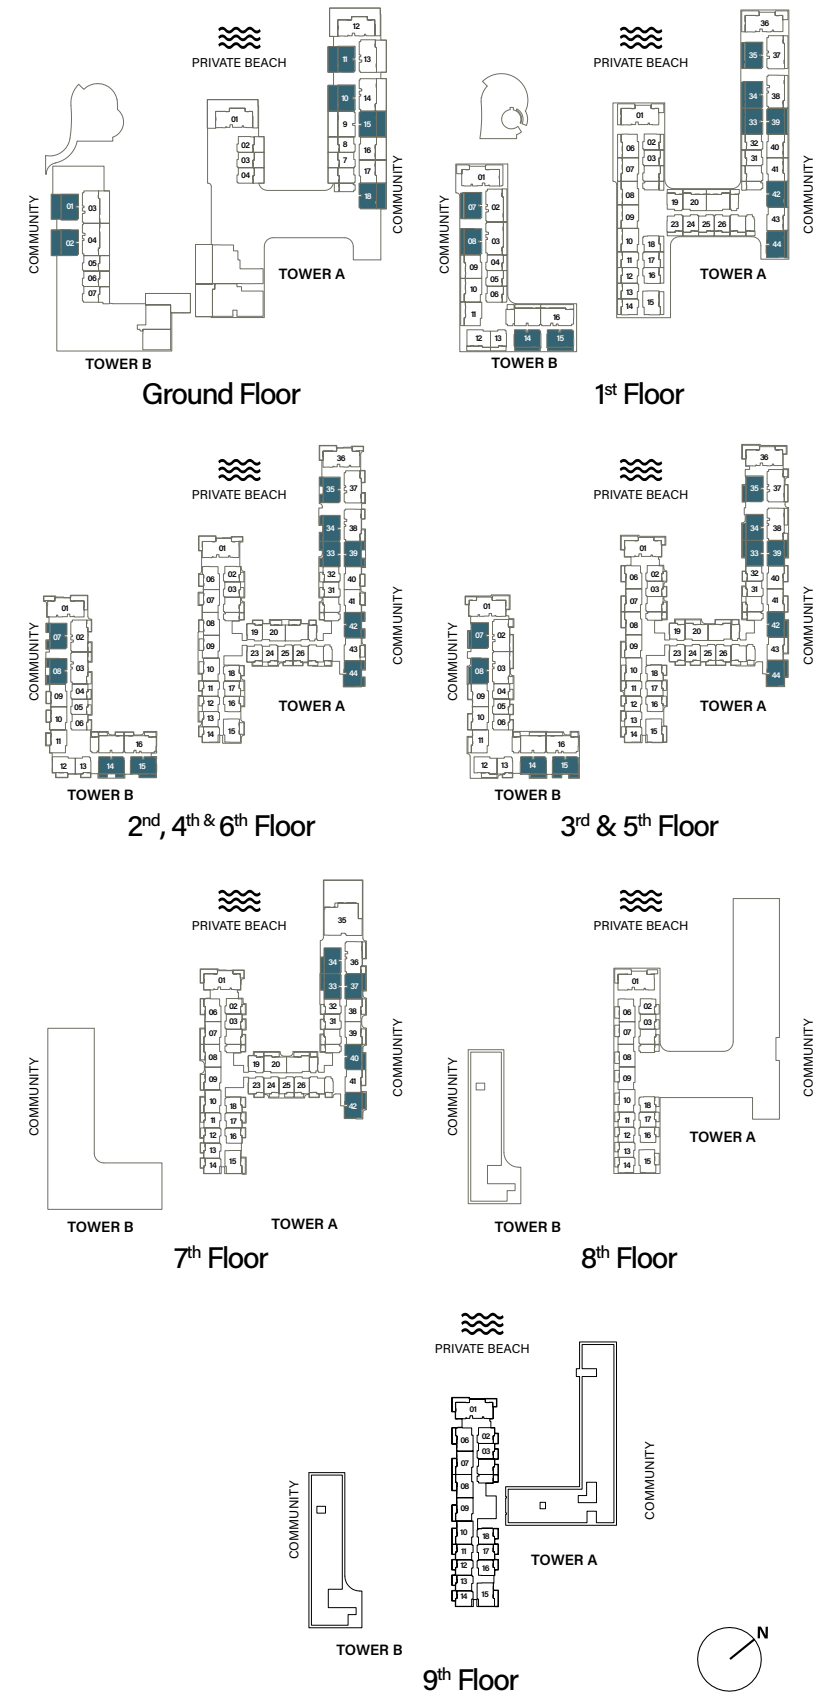 PRIVATE BEACH
12
11 13
10 14
01
9 15
02 8 16
03 7
04 17
18
COMMUNITY
COMMUNITY
01 03
02 04
05
06
07
TOWER A
TOWER B
Ground Floor
PRIVATE BEACH
36
35 37
34 38
01
33 39
06 02 32 40
03 31
07 41
01
08 42
19 20
07 02
09 43
23 24 25 26
08 03
10 18 44
09 04 11 17
05 12 16
10 06 13
11 14 15
16
12 13 14 15
COMMUNITY
TOWER A
TOWER B
1st Floor
PRIVATE BEACH
36
35 37
34 38
01
33 39
06 02 32 40
03 31
07 41
01
08 42
19 20
07 02
09 43
23 24 25 26
08 03
10 18 44
09 04 11 17
05 12 16
10 06 13
11 14 15
16
12 13 14 15
COMMUNITY
COMMUNITY
TOWER A
TOWER B
2nd, 4th & 6th Floor
PRIVATE BEACH
36
35 37
34 38
01
33 39
06 02 32 40
03 31
07 41
01
08 42
19 20
07 02
09 43
23 24 25 26
08 03
10 18 44
09 04 11 17
05 12 16
10 06 13
11 14 15
16
12 13 14 15
COMMUNITY
COMMUNITY
TOWER A
TOWER B
3rd & 5th Floor
PRIVATE BEACH
35
34 36
01
33 37
06 02 32 38
03 31
07 39
08 40
19 20
09 41
23 24 25 26
10 18 42
11 17
12 16
13
14 15
COMMUNITY
COMMUNITY
TOWER B
TOWER A
7th Floor
PRIVATE BEACH
01
06 02
03
07
08
09
10 18
11 17
12 16
13
14 15
COMMUNITY
COMMUNITY
TOWER A
TOWER B
8th Floor
PRIVATE BEACH
01
06 02
03
07
08
09
10 18
11 17
12 16
13
14 15
COMMUNITY
COMMUNITY
TOWER A
TOWER B
9th Floor
N